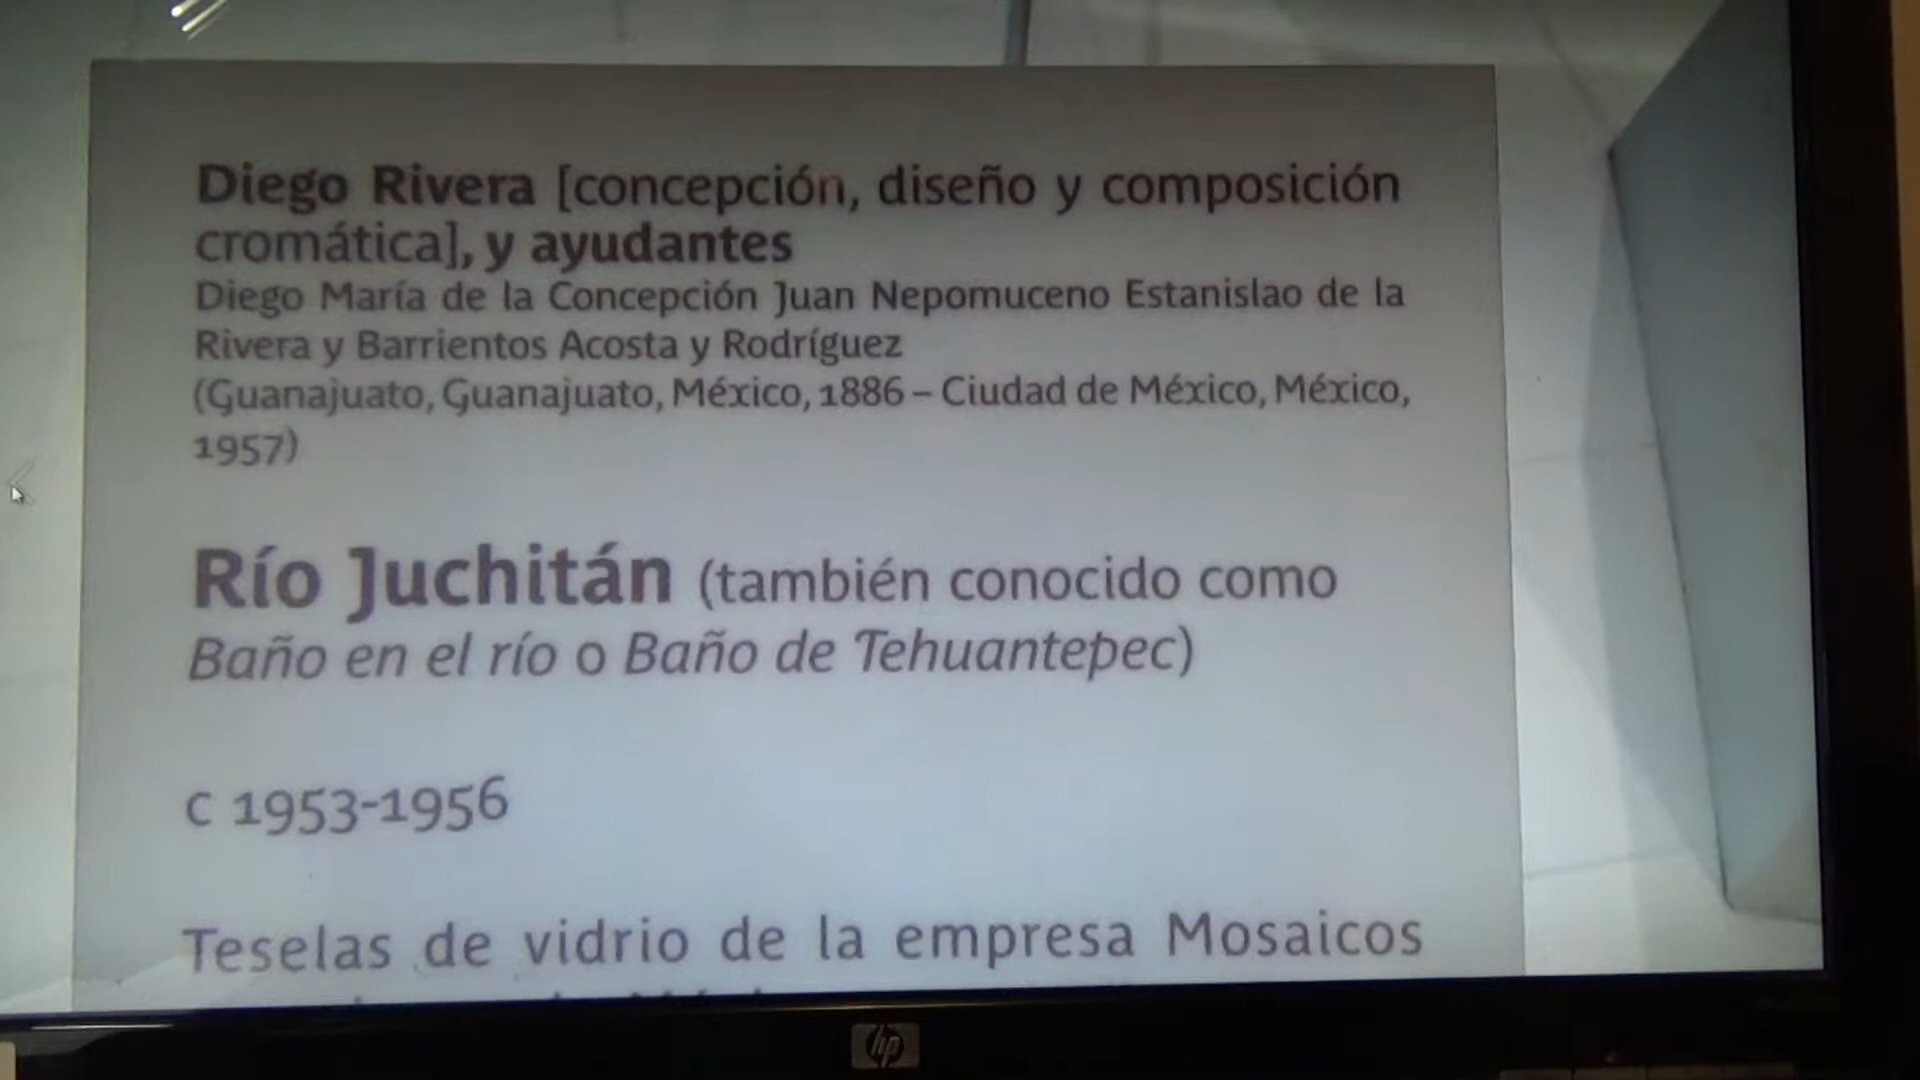 Diego Rivera [concepción, diseño y composición
cromática], y ayudantes
Diego María de la Concepción Juan Nepomuceno Estanislao de la
Rivera y Barrientos Acosta y Rodríguez
(Guanajuato, Guanajuato, México, 1886 – Ciudad de México, México,
1957)
Río Juchitán (también conocido como
Baño en el río o Baño de Tehuantepec)
c 1953-1956
Teselas de vidrio de la empresa Mosaicos
hp